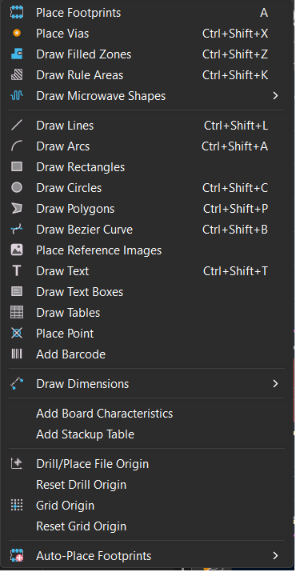 Place Footprints A
Place Vias Ctrl+Shift+X
Draw Filled Zones Ctrl+Shift+Z
Draw Rule Areas Ctrl+Shift+K
Draw Microwave Shapes
Draw Lines Ctrl+Shift+L
Draw Arcs Ctrl+Shift+A
Draw Rectangles
Draw Circles Ctrl+Shift+C
Draw Polygons Ctrl+Shift+P
Draw Bezier Curve Ctrl+Shift+B
Place Reference Images
Draw Text Ctrl+Shift+T
Draw Text Boxes
Draw Tables
Place Point
Add Barcode
Draw Dimensions
Add Board Characteristics
Add Stackup Table
Drill/Place File Origin
Reset Drill Origin
Grid Origin
Reset Grid Origin
Auto-Place Footprints